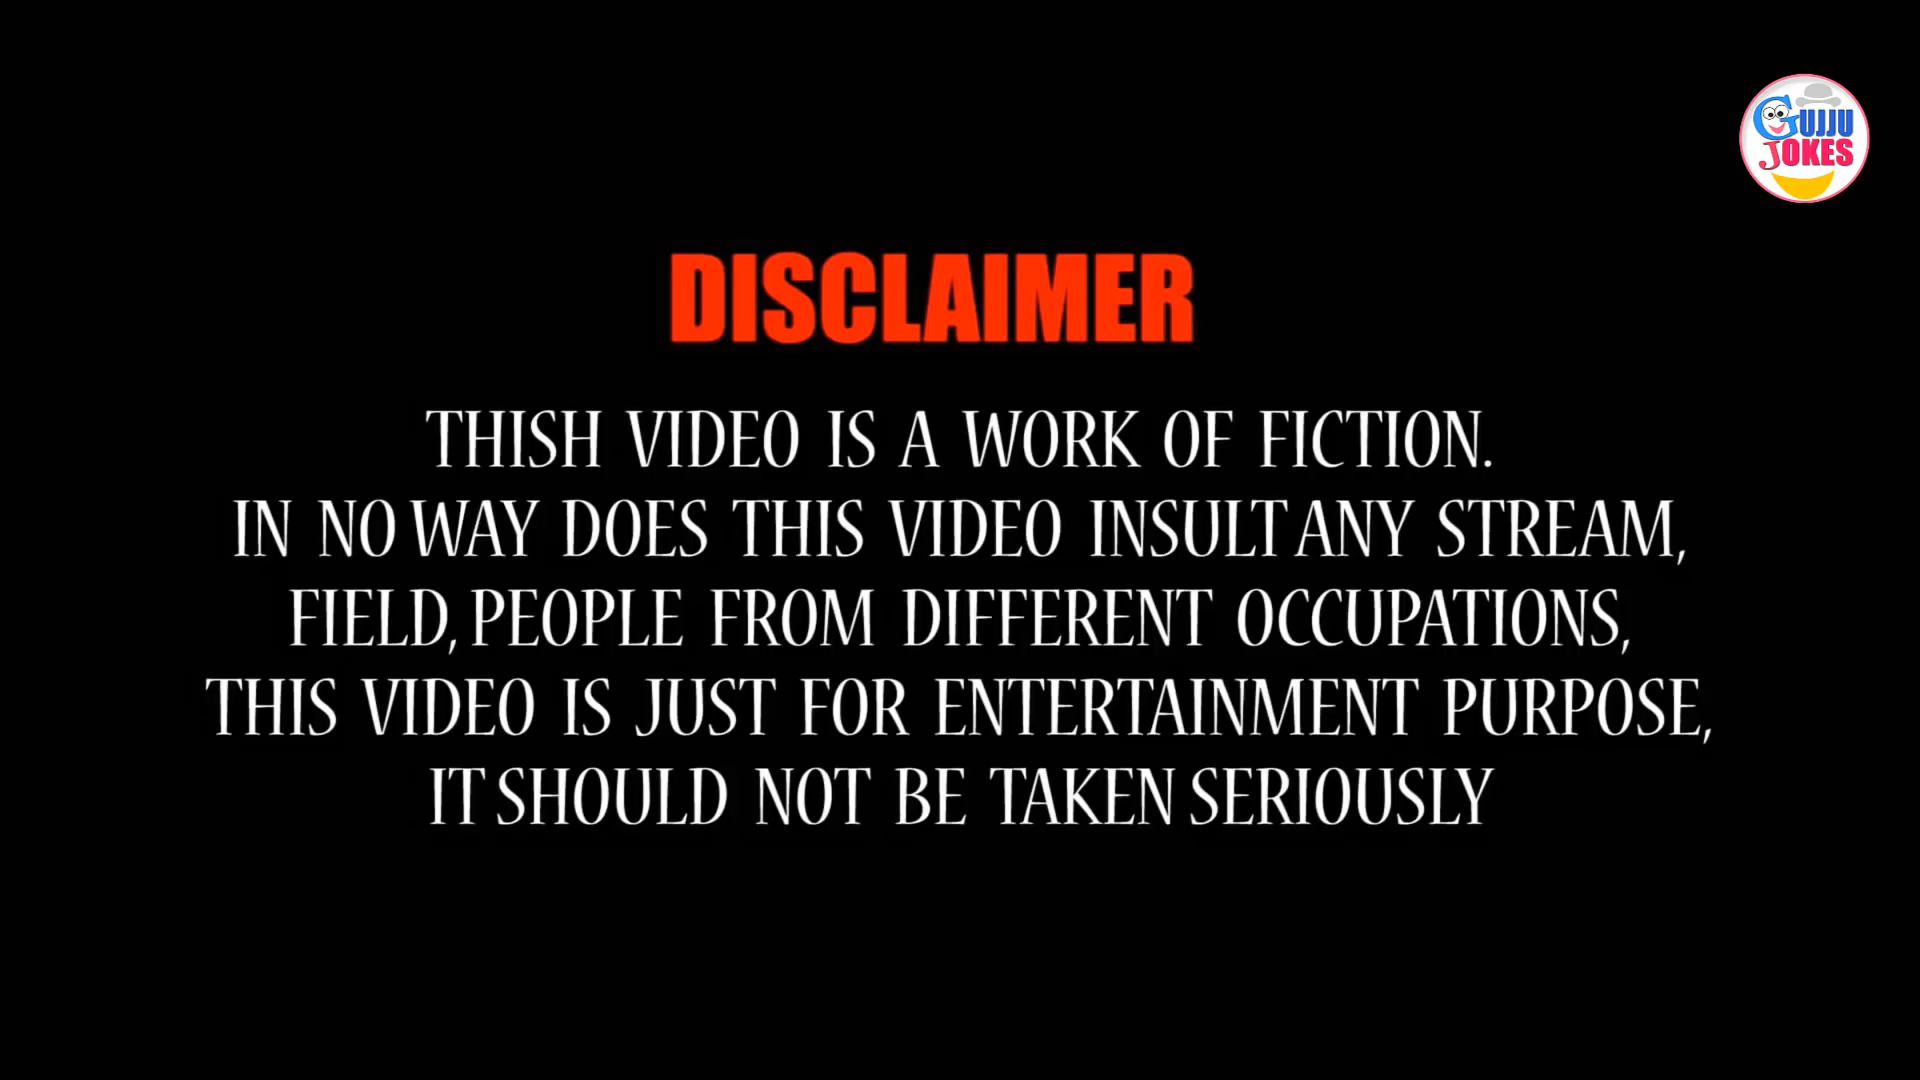 GUJJU
JOKES
DISCLAIMER
THISH VIDEO IS A WORK OF FICTION.
IN NO WAY DOES THIS VIDEO INSULT ANY STREAM,
FIELD, PEOPLE FROM DIFFERENT OCCUPATIONS,
THIS VIDEO IS JUST FOR ENTERTAINMENT PURPOSE,
IT SHOULD NOT BE TAKEN SERIOUSLY